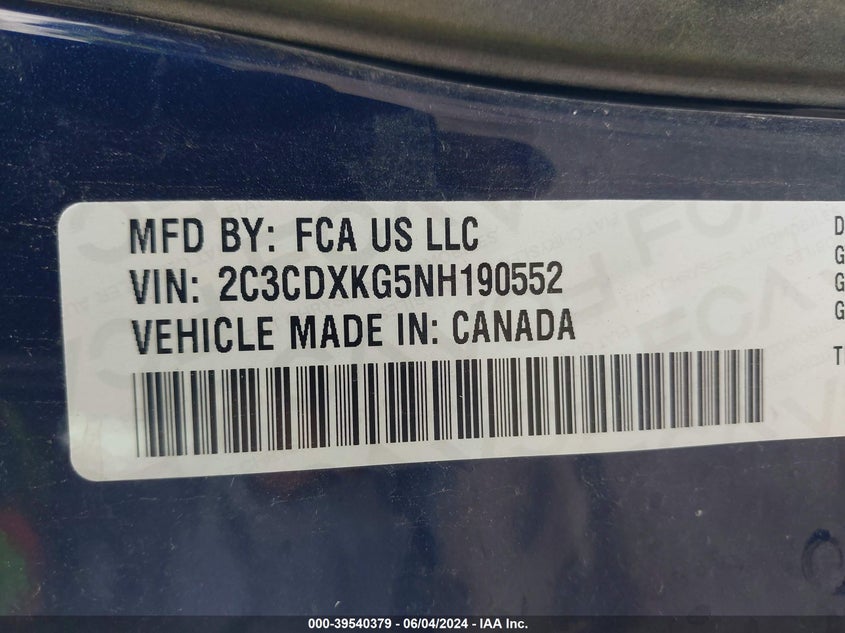 MFD BY: FCA US LLC
VIN: 2C3CDXKG5NH190552
VEHICLE MADE IN: CANADA
D
G
G
G
T
000-39540379 - 06/04/2024 - IAA Inc.